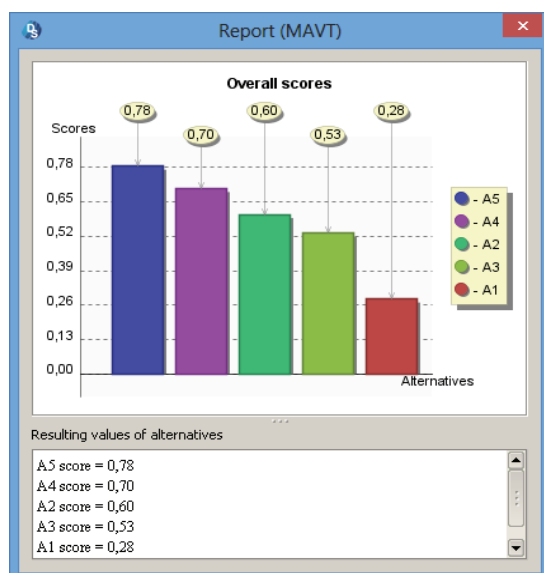 DS
Report (MAVT)
Overall scores
0,78 0,70 0,60 0,53 0,28
Scores
0,78
0,65
0,52
0,39
0,26
0,13
0,00
Alternatives
- A5
- A4
- A2
- A3
- A1
Resulting values of alternatives
A5 score = 0,78
A4 score = 0,70
A2 score = 0,60
A3 score = 0,53
A1 score = 0,28